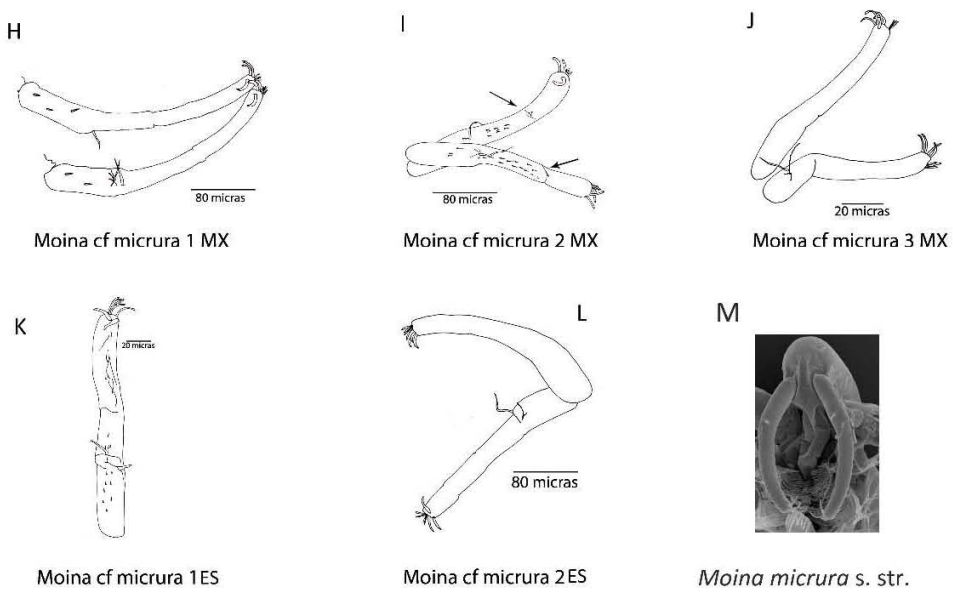 H
I
J
80 micras
80 micras
20 micras
Moina cf micrura 1 MX
Moina cf micrura 2 MX
Moina cf micrura 3 MX
K
20 micras
L
M
80 micras
Moina cf micrura 1ES
Moina cf micrura 2ES
Moina micrura s. str.